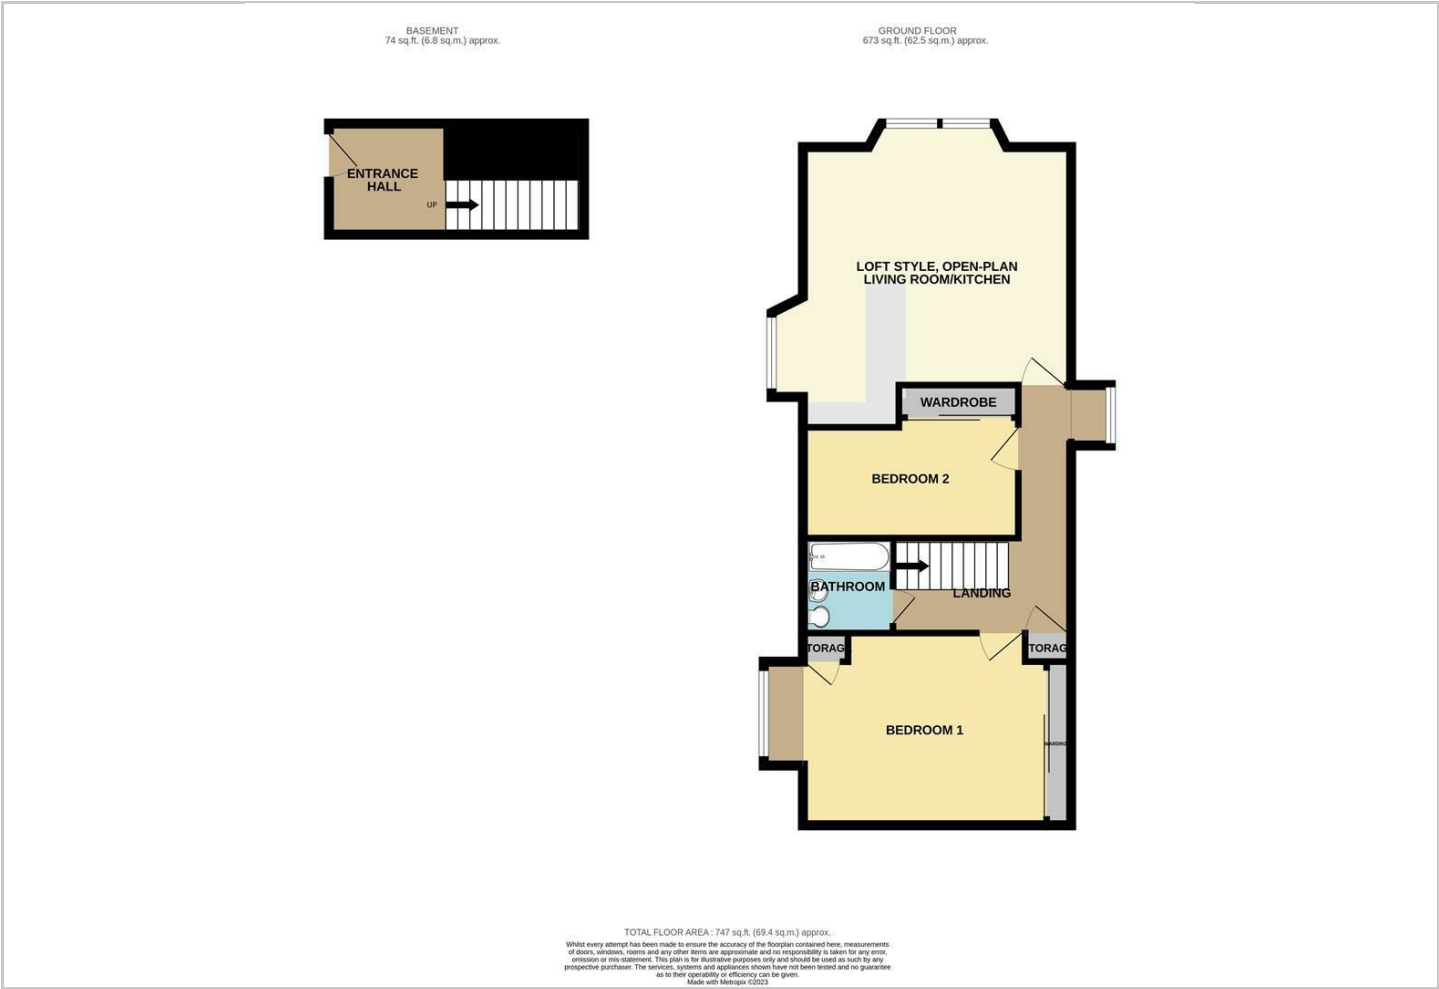 BASEMENT
74 sq.ft. (6.8 sq.m.) approx.
GROUND FLOOR
673 sq.ft. (62.5 sq.m.) approx.
ENTRANCE
HALL
UP
LOFT STYLE, OPEN-PLAN
LIVING ROOM/KITCHEN
WARDROBE
BEDROOM 2
BATHROOM
LANDING
TORAG
TORAG
BEDROOM 1
WARDRO
TOTAL FLOOR AREA : 747 sq.ft. (69.4 sq.m.) approx.
Whilst every attempt has been made to ensure the accuracy of the floorplan contained here, measurements
of doors, windows, rooms and any other items are approximate and no responsibility is taken for any error,
omission or mis-statement. This plan is for illustrative purposes only and should be used as such by any
prospective purchaser. The services, systems and appliances shown have not been tested and no guarantee
as to their operability or efficiency can be given.
Made with Metropix ©2023